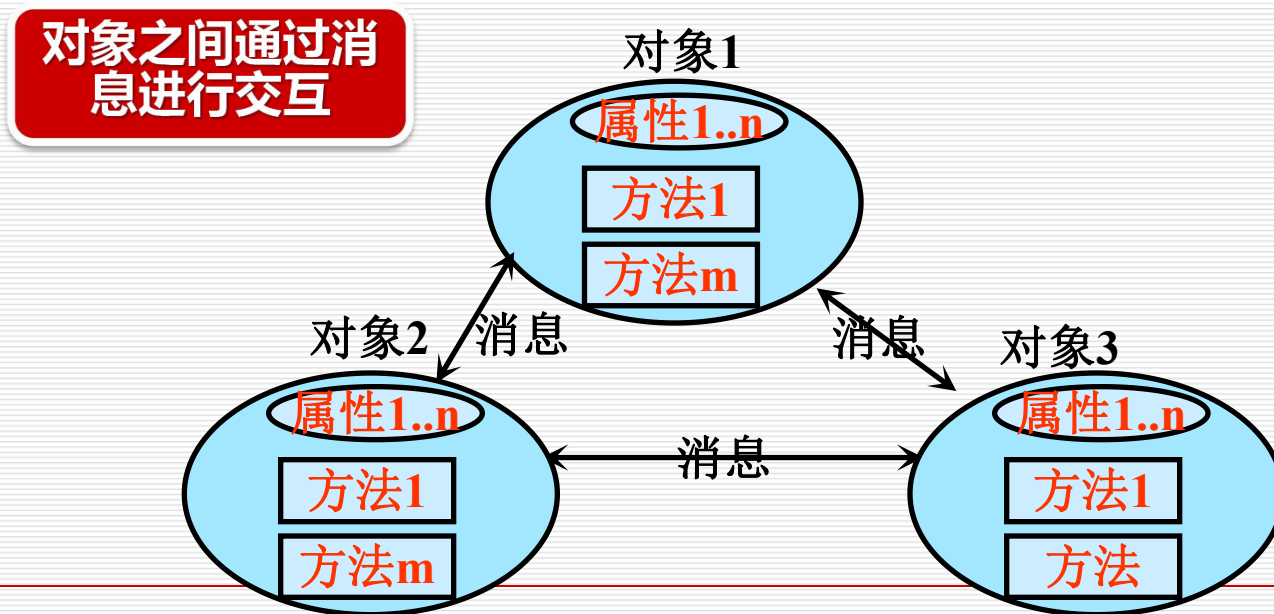 对象之间通过消
息进行交互
对象1
属性1..n
方法1
方法m
消息
消息
对象2
属性1..n
方法1
方法m
消息
对象3
属性1..n
方法1
方法